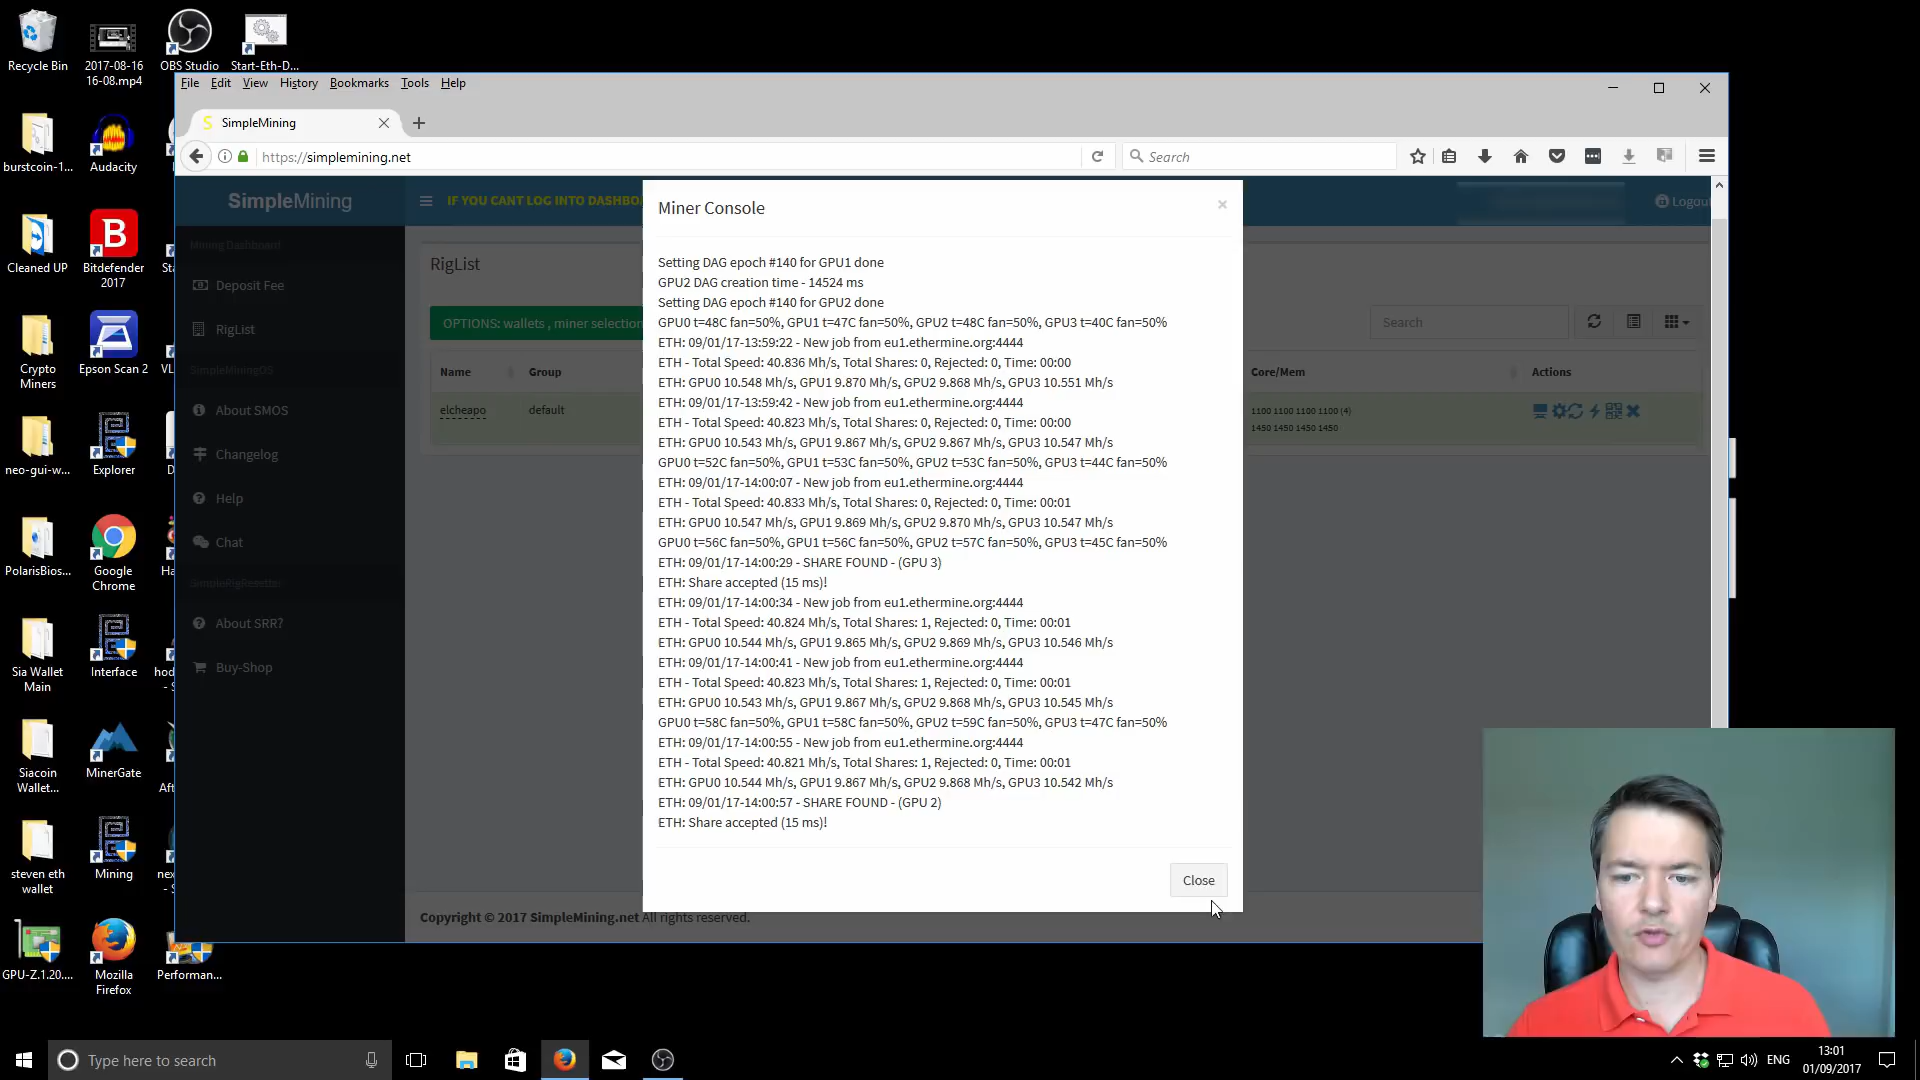 Recycle Bin
2017-08-16
16-08.mp4
OBS Studio
Start-Eth-D...
File Edit View History Bookmarks Tools Help
SimpleMining
https://simplemining.net
Search
SimpleMining
IF YOU CANT LOG INTO DASHBO
Logou
Mining Dashboard
Deposit Fee
RigList
SimpleMiningOS
About SMOS
Changelog
Help
Chat
About SRR?
Buy-Shop
RigList
OPTIONS: wallets , miner selection
Search
Name Group Core/Mem Actions
elcheapo default 1100 1100 1100 1100 (4)
1450 1450 1450 1450
Miner Console
Setting DAG epoch #140 for GPU1 done
GPU2 DAG creation time - 14524 ms
Setting DAG epoch #140 for GPU2 done
GPU0 t=48C fan=50%, GPU1 t=47C fan=50%, GPU2 t=48C fan=50%, GPU3 t=40C fan=50%
ETH: 09/01/17-13:59:22 - New job from eu1.ethermine.org:4444
ETH - Total Speed: 40.836 Mh/s, Total Shares: 0, Rejected: 0, Time: 00:00
ETH: GPU0 10.548 Mh/s, GPU1 9.870 Mh/s, GPU2 9.868 Mh/s, GPU3 10.551 Mh/s
ETH: 09/01/17-13:59:42 - New job from eu1.ethermine.org:4444
ETH - Total Speed: 40.823 Mh/s, Total Shares: 0, Rejected: 0, Time: 00:00
ETH: GPU0 10.543 Mh/s, GPU1 9.867 Mh/s, GPU2 9.867 Mh/s, GPU3 10.547 Mh/s
GPU0 t=52C fan=50%, GPU1 t=53C fan=50%, GPU2 t=53C fan=50%, GPU3 t=44C fan=50%
ETH: 09/01/17-14:00:07 - New job from eu1.ethermine.org:4444
ETH - Total Speed: 40.833 Mh/s, Total Shares: 0, Rejected: 0, Time: 00:01
ETH: GPU0 10.547 Mh/s, GPU1 9.869 Mh/s, GPU2 9.870 Mh/s, GPU3 10.547 Mh/s
GPU0 t=56C fan=50%, GPU1 t=56C fan=50%, GPU2 t=57C fan=50%, GPU3 t=45C fan=50%
ETH: 09/01/17-14:00:29 - SHARE FOUND - (GPU 3)
ETH: Share accepted (15 ms)!
ETH: 09/01/17-14:00:34 - New job from eu1.ethermine.org:4444
ETH - Total Speed: 40.824 Mh/s, Total Shares: 1, Rejected: 0, Time: 00:01
ETH: GPU0 10.544 Mh/s, GPU1 9.865 Mh/s, GPU2 9.869 Mh/s, GPU3 10.546 Mh/s
ETH: 09/01/17-14:00:41 - New job from eu1.ethermine.org:4444
ETH - Total Speed: 40.823 Mh/s, Total Shares: 1, Rejected: 0, Time: 00:01
ETH: GPU0 10.543 Mh/s, GPU1 9.867 Mh/s, GPU2 9.868 Mh/s, GPU3 10.545 Mh/s
GPU0 t=58C fan=50%, GPU1 t=58C fan=50%, GPU2 t=59C fan=50%, GPU3 t=47C fan=50%
ETH: 09/01/17-14:00:55 - New job from eu1.ethermine.org:4444
ETH - Total Speed: 40.821 Mh/s, Total Shares: 1, Rejected: 0, Time: 00:01
ETH: GPU0 10.544 Mh/s, GPU1 9.867 Mh/s, GPU2 9.868 Mh/s, GPU3 10.542 Mh/s
ETH: 09/01/17-14:00:57 - SHARE FOUND - (GPU 2)
ETH: Share accepted (15 ms)!
Close
Copyright © 2017 SimpleMining.net All rights reserved.
burstcoin-1...
Audacity
Cleaned UP
Bitdefender
2017
Sta
Crypto
Miners
Epson Scan 2
VL
neo-gui-w...
Explorer
D
PolarisBios...
Google
Chrome
Ha
Sia Wallet
Main
Interface
hod
- S
Siacoin
Wallet...
MinerGate
Aft
steven eth
wallet
Mining
nex
- S
GPU-Z.1.20....
Mozilla
Firefox
Performan...
Type here to search
ENG
13:01
01/09/2017